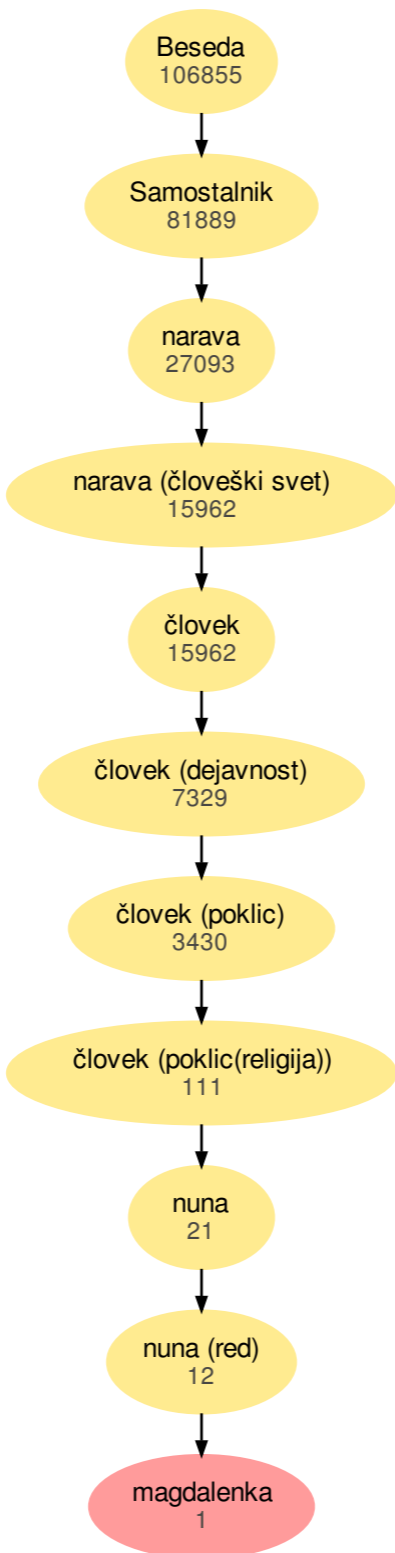 Beseda
106855
Samostalnik
81889
narava
27093
narava (človeški svet)
15962
človek
15962
človek (dejavnost)
7329
človek (poklic)
3430
človek (poklic(religija))
111
nuna
21
nuna (red)
12
magdalenka
1